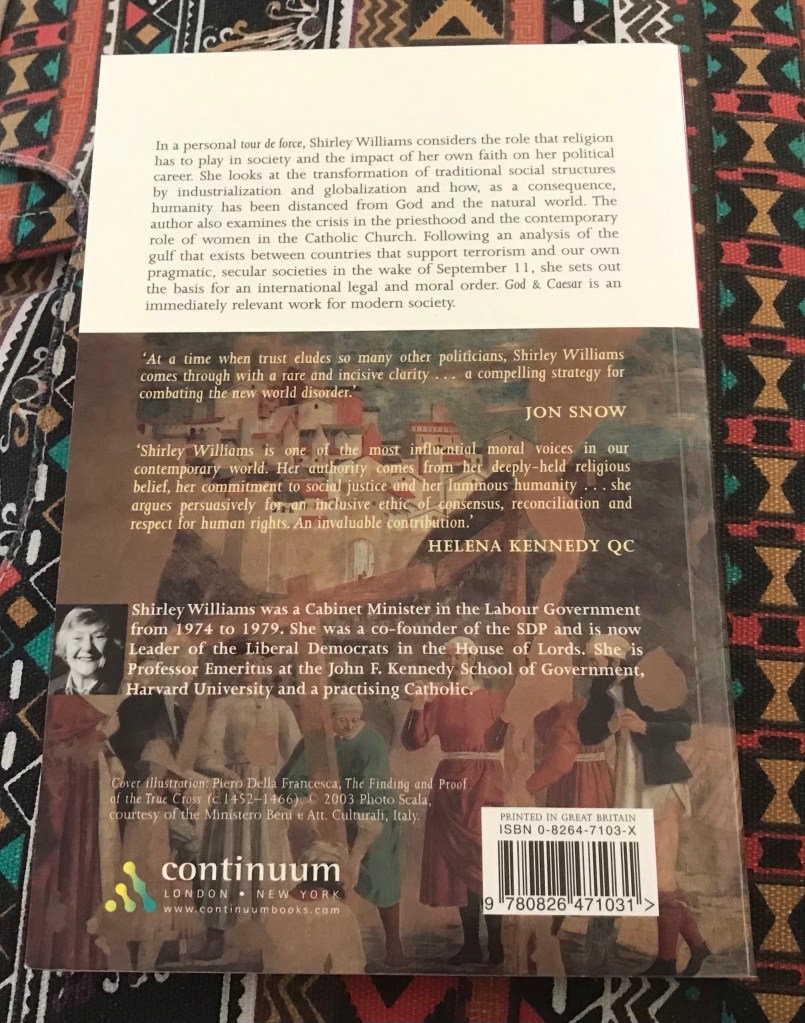 In a personal tour de force, Shirley Williams considers the role that religion
has to play in society and the impact of her own faith on her political
career. She looks at the transformation of traditional social structures
by industrialization and globalization and how, as a consequence,
humanity has been distanced from God and the natural world. The
author also examines the crisis in the priesthood and the contemporary
role of women in the Catholic Church. Following an analysis of the
gulf that exists between countries that support terrorism and our own
pragmatic, secular societies in the wake of September 11, she sets out
the basis for an international legal and moral order. God & Caesar is an
immediately relevant work for modern society.
‘At a time when trust eludes so many other politicians, Shirley Williams
comes through with a rare and incisive clarity . . . a compelling strategy for
combating the new world disorder.’
JON SNOW
‘Shirley Williams is one of the most influential moral voices in our
contemporary world. Her authority comes from her deeply-held religious
belief, her commitment to social justice and her luminous humanity . . . she
argues persuasively for an inclusive ethic of consensus, reconciliation and
respect for human rights. An invaluable contribution.’
HELENA KENNEDY QC
Shirley Williams was a Cabinet Minister in the Labour Government
from 1974 to 1979. She was a co-founder of the SDP and is now
Leader of the Liberal Democrats in the House of Lords. She is
Professor Emeritus at the John F. Kennedy School of Government,
Harvard University and a practising Catholic.
Cover illustration: Piero Della Francesca, The Finding and Proof
of the True Cross (c.1452–1466). © 2003 Photo Scala,
courtesy of the Ministero Beni e Att. Culturali, Italy.
continuum
LONDON • NEW YORK
www.continuumbooks.com
PRINTED IN GREAT BRITAIN
ISBN 0-8264-7103-X
9 780826 471031 >